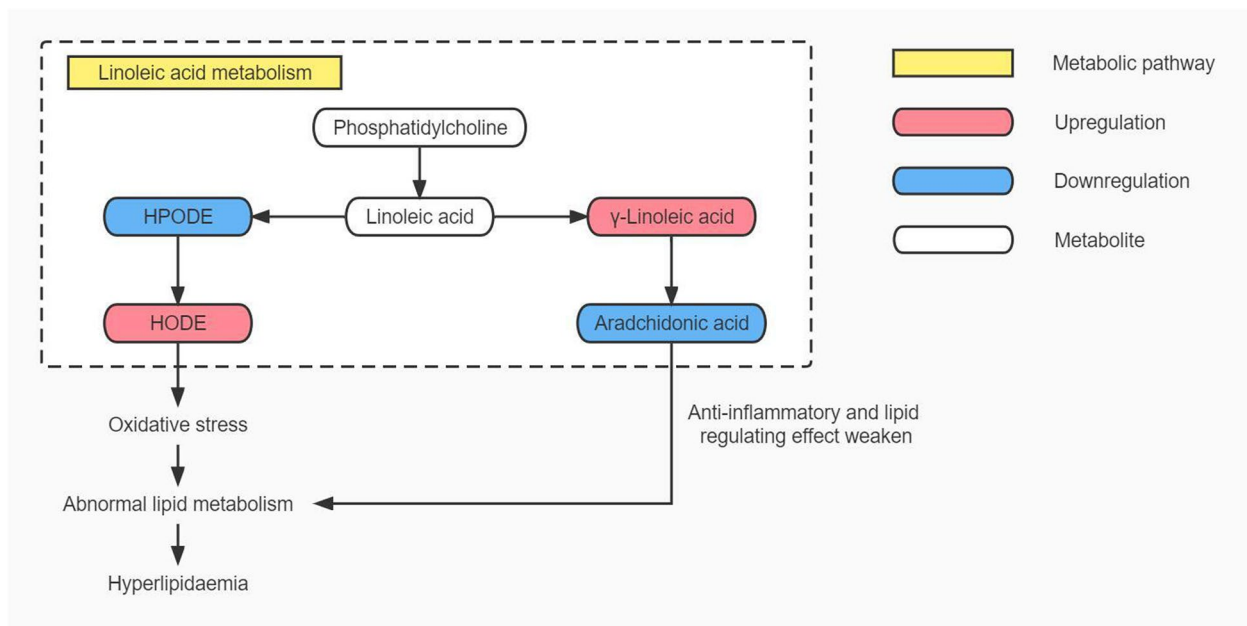 Linoleic acid metabolism
Phosphatidylcholine
HPODE
Linoleic acid
γ-Linoleic acid
HODE
Aradchidonic acid
Oxidative stress
Anti-inflammatory and lipid
regulating effect weaken
Abnormal lipid metabolism
Hyperlipidaemia
Metabolic pathway
Upregulation
Downregulation
Metabolite